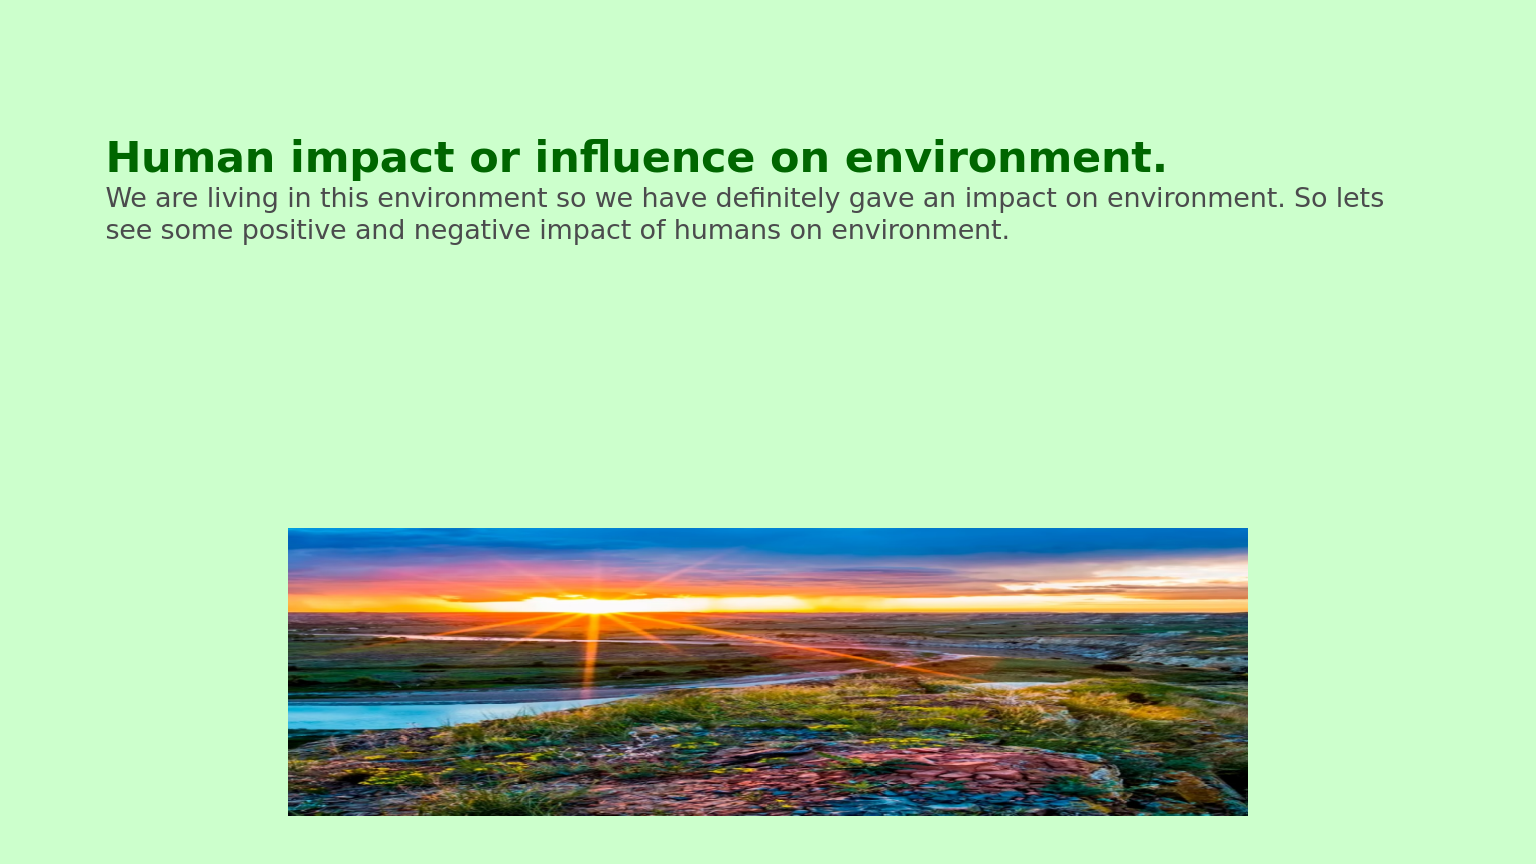 Human impact or influence on environment.
We are living in this environment so we have definitely gave an impact on environment. So lets
see some positive and negative impact of humans on environment.